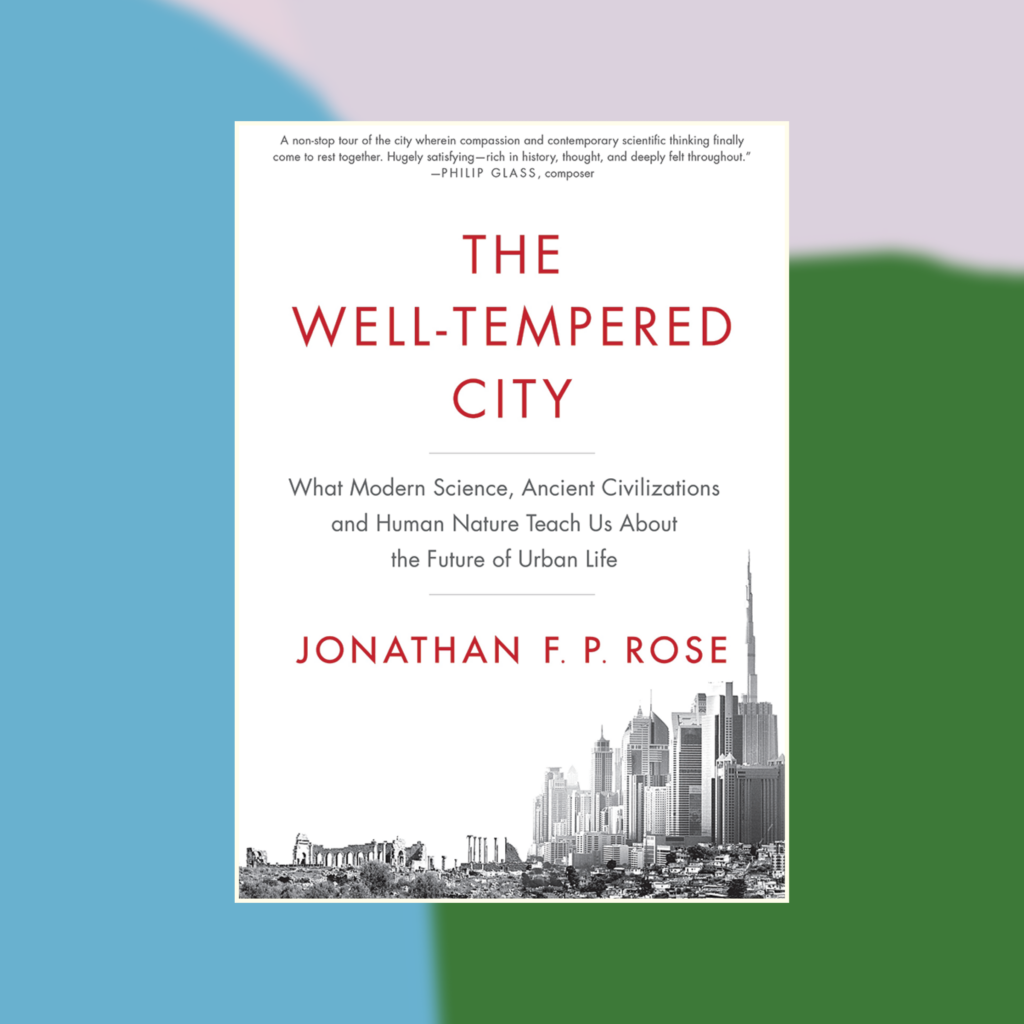 A non-stop tour of the city wherein compassion and contemporary scientific thinking finally
come to rest together. Hugely satisfying—rich in history, thought, and deeply felt throughout.”
—PHILIP GLASS, composer
THE
WELL-TEMPERED
CITY
What Modern Science, Ancient Civilizations
and Human Nature Teach Us About
the Future of Urban Life
JONATHAN F. P. ROSE